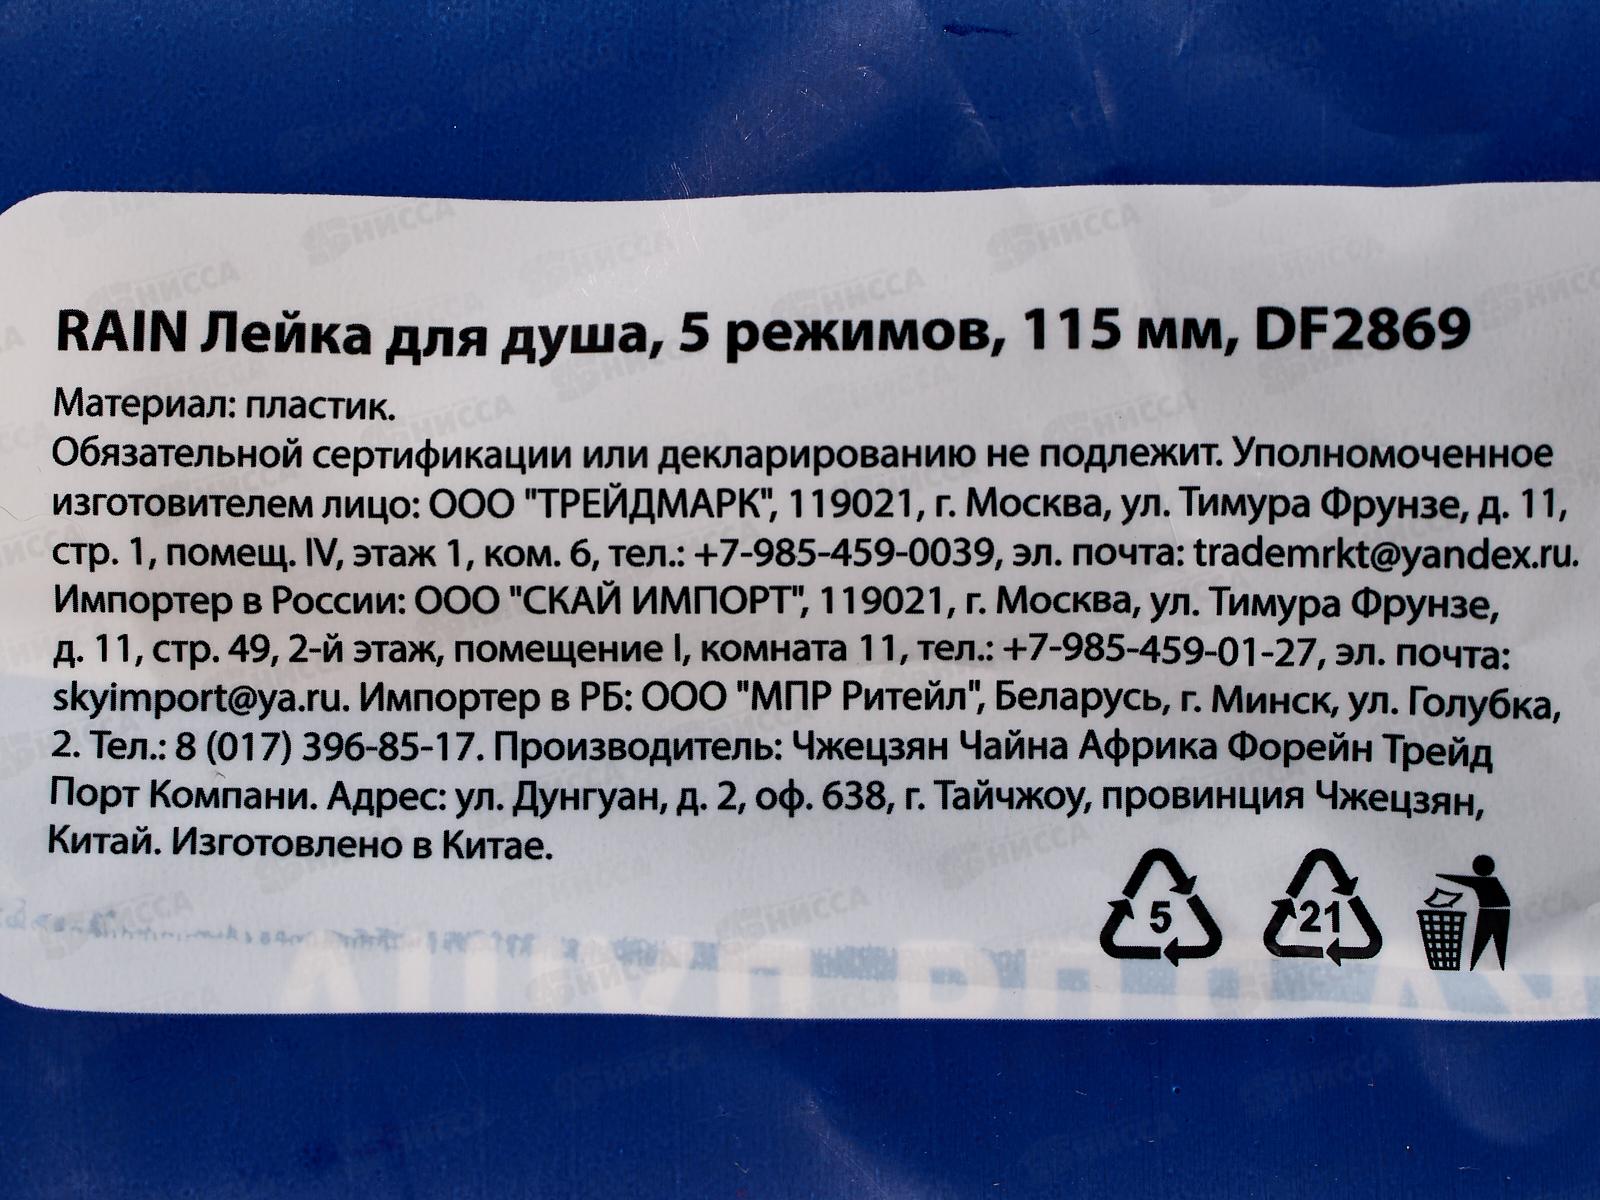 RAIN Лейка для душа, 5 режимов, 115 мм, DF2869
Материал: пластик.
Обязательной сертификации или декларированию не подлежит. Уполномоченное
изготовителем лицо: ООО "ТРЕЙДМАРК", 119021, г. Москва, ул. Тимура Фрунзе, д. 11,
стр. 1, помещ. IV, этаж 1, ком. 6, тел.: +7-985-459-0039, эл. почта: trademrkt@yandex.ru.
Импортер в России: ООО "СКАЙ ИМПОРТ", 119021, г. Москва, ул. Тимура Фрунзе,
д. 11, стр. 49, 2-й этаж, помещение I, комната 11, тел.: +7-985-459-01-27, эл. почта:
skyimport@ya.ru. Импортер в РБ: ООО "МПР Ритейл", Беларусь, г. Минск, ул. Голубка,
2. Тел.: 8 (017) 396-85-17. Производитель: Чжецзян Чайна Африка Форейн Трейд
Порт Компани. Адрес: ул. Дунгуан, д. 2, оф. 638, г. Тайчжоу, провинция Чжецзян,
Китай. Изготовлено в Китае.
5 21